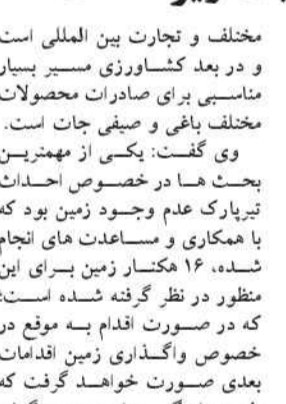 مختلف و تجارت بین المللی است
و در بعد کشاورزی مسیر بسیار
مناسبی برای صادرات محصولات
مختلف باغی و صیفی جات است.
وی گفت: یکی از مهمترین
بحث ها در خصوص احداث
تیرپارک عدم وجود زمین بود که
با همکاری و مساعدت های انجام
شده، ۱۶ هکتار زمین برای این
منظور در نظر گرفته شده است؛
که در صورت اقدام به موقع در
خصوص واگذاری زمین اقدامات
بعدی صورت خواهد گرفت که